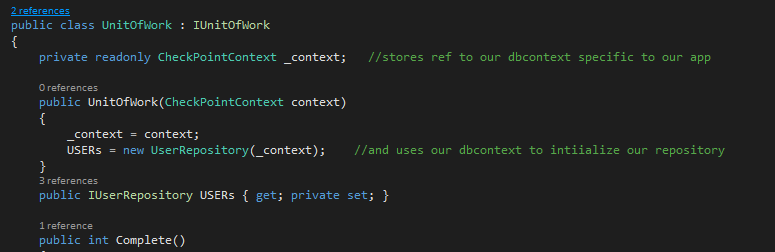 2 references
public class UnitOfWork : IUnitOfWork
{
private readonly CheckPointContext _context; //stores ref to our dbcontext specific to our app
0 references
public UnitOfWork(CheckPointContext context)
{
_context = context;
USERs = new UserRepository(_context); //and uses our dbcontext to intiialize our repository
}
3 references
public IUserRepository USERs { get; private set; }
1 reference
public int Complete()